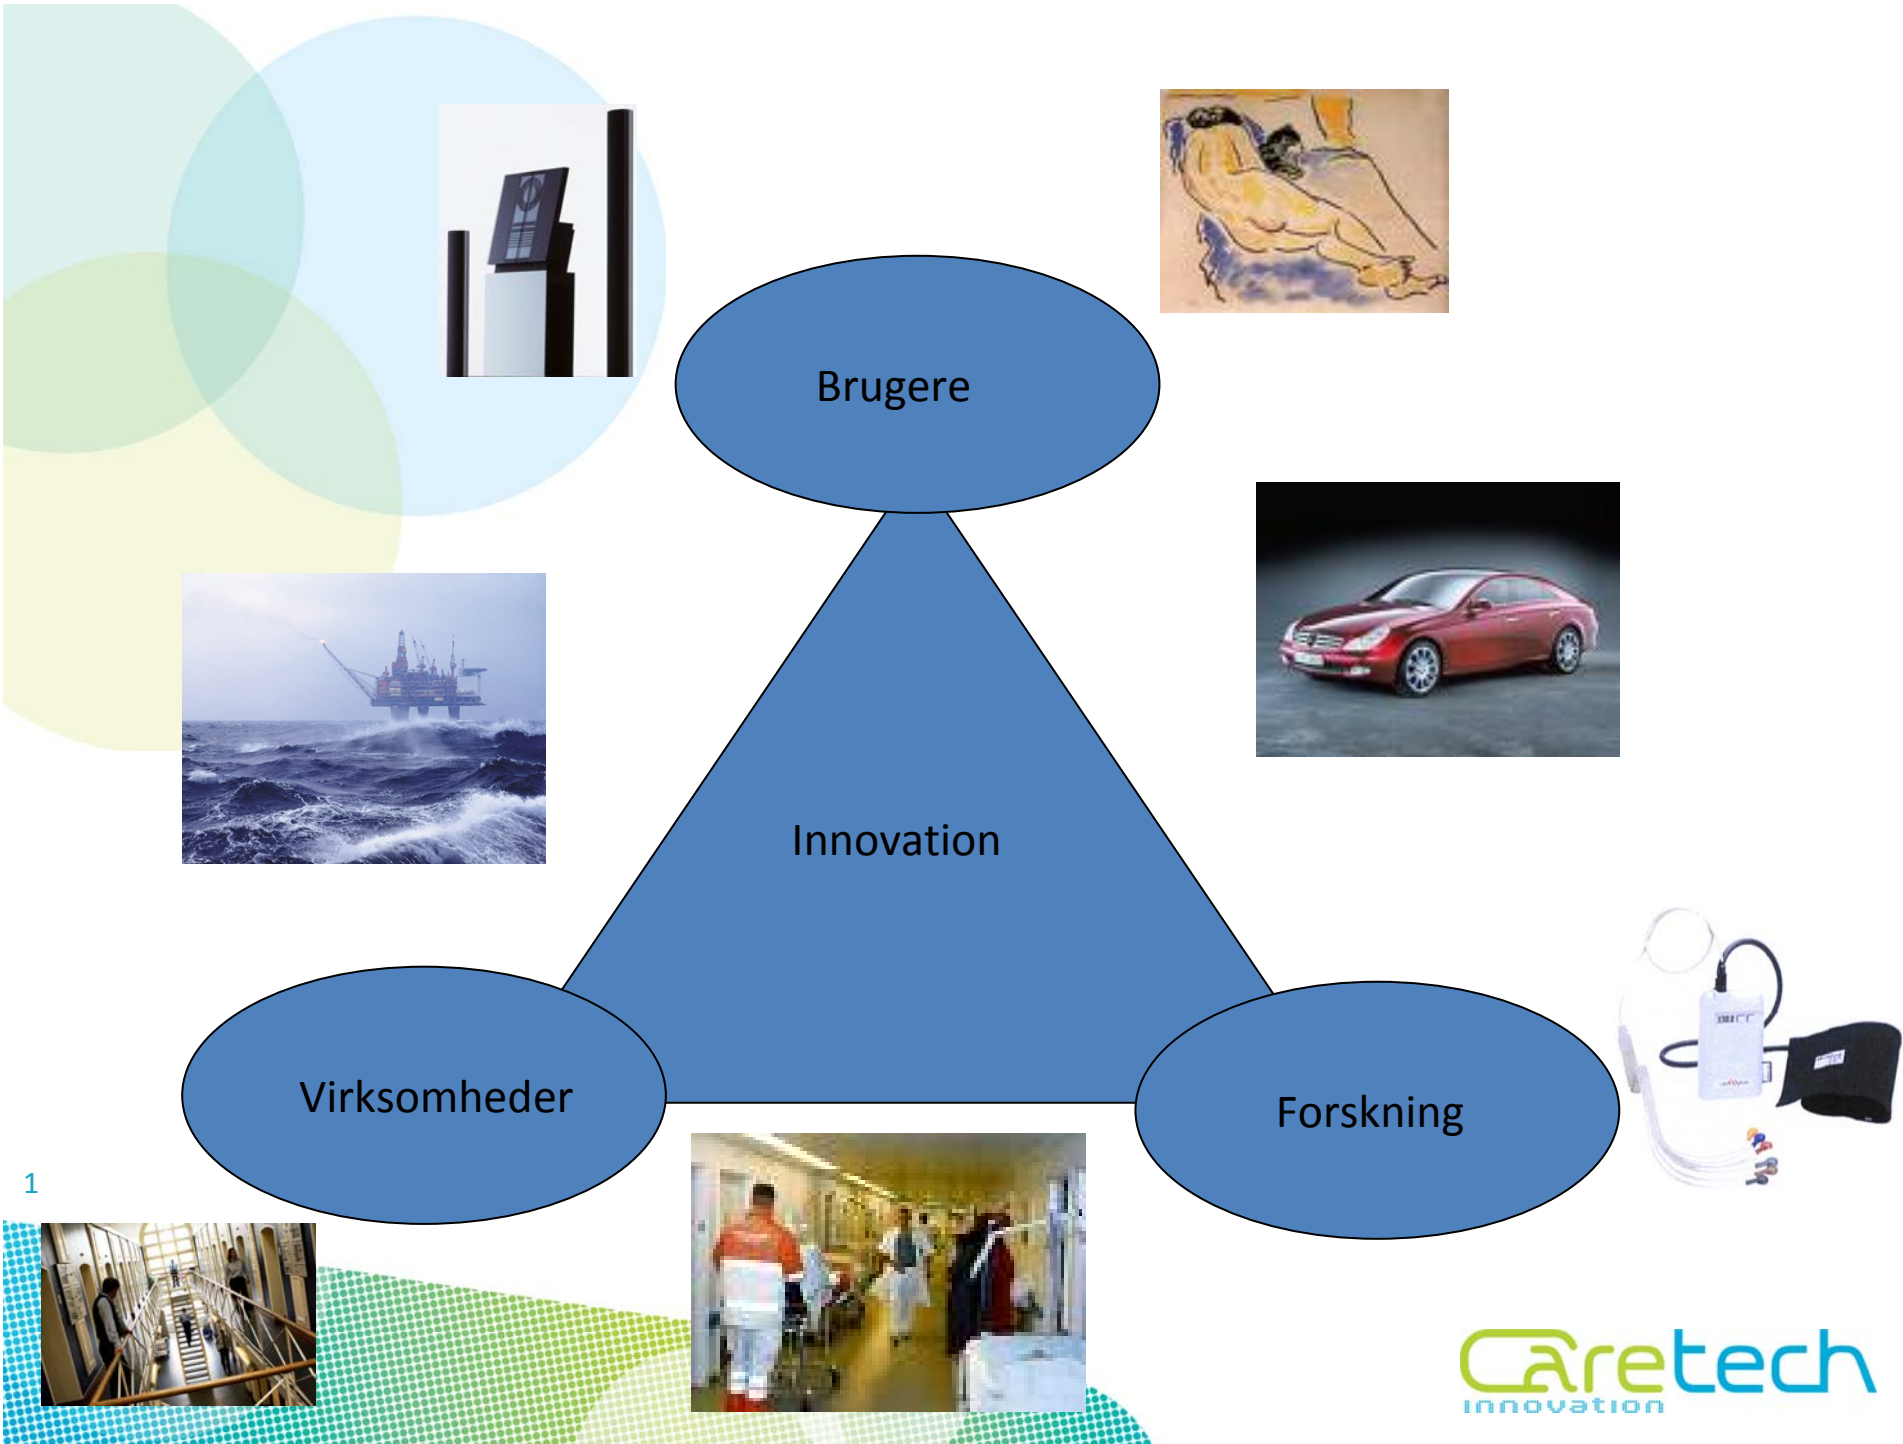 Brugere
Innovation
Virksomheder
Forskning
1
Caretech
innovation